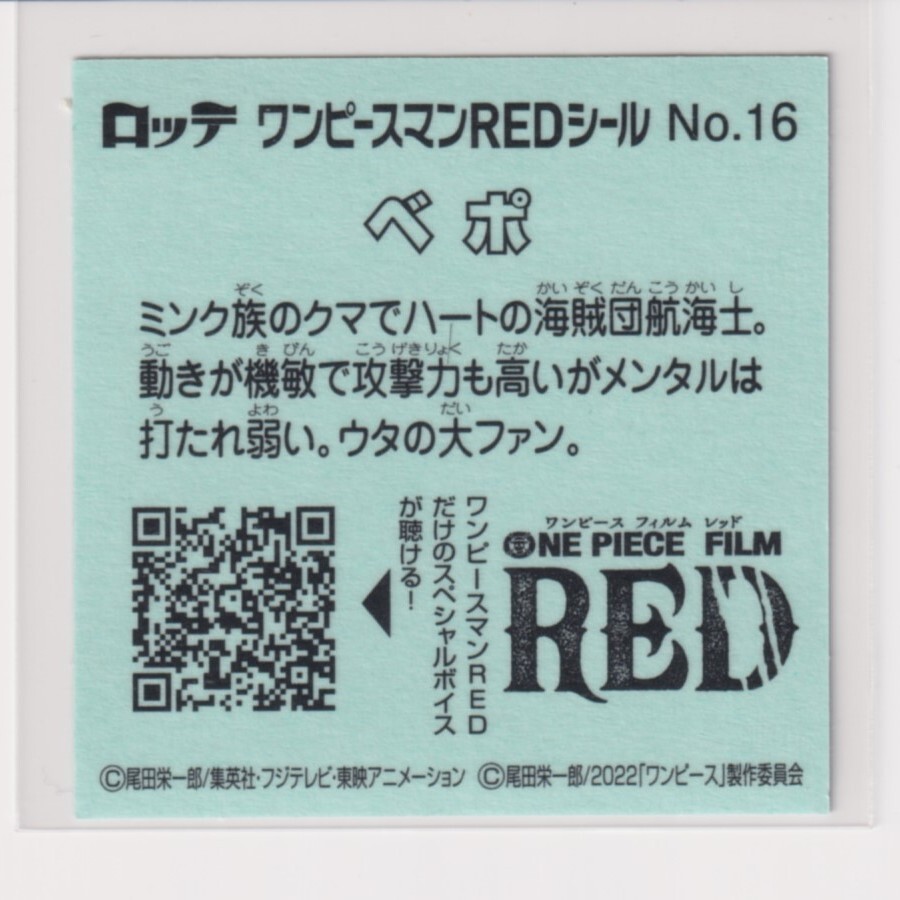 ロッテ ワンピースマンREDシール No.16
ベポ
ミンク族のクマでハートの海賊団航海士。
動きが機敏で攻撃力も高いがメンタルは
打たれ弱い。ウタの大ファン。
ワンピースマンRED
だけのスペシャルボイス
が聴ける!
ワンピース フィルム レッド
ONE PIECE FILM
RED
©尾田栄一郎/集英社・フジテレビ・東映アニメーション ©尾田栄一郎/2022「ワンピース」製作委員会